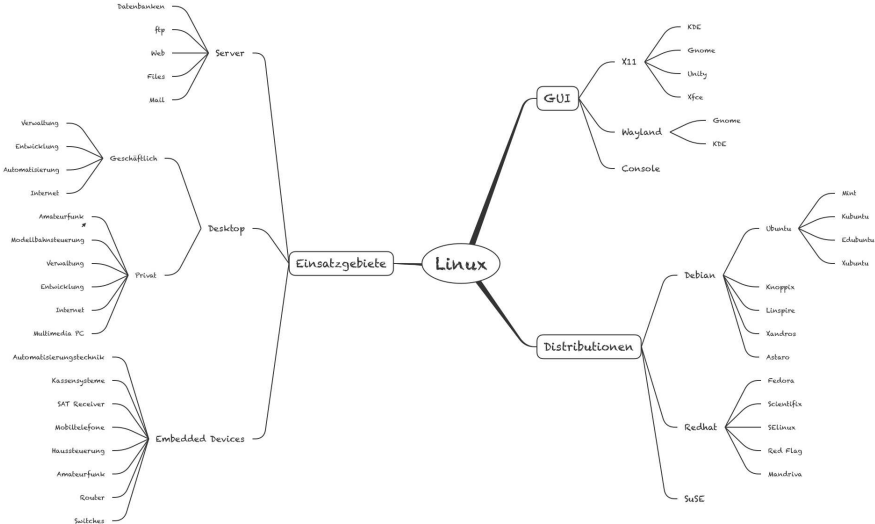 Linux
Einsatzgebiete
Server
Datenbanken
ftp
Web
Files
Mail
Desktop
Geschäftlich
Verwaltung
Entwicklung
Automatisierung
Internet
Privat
Amateurfunk
Modellbahnsteuerung
Verwaltung
Entwicklung
Internet
Multimedia PC
Embedded Devices
Automatisierungstechnik
Kassensysteme
SAT Receiver
Mobiltelefone
Haussteuerung
Amateurfunk
Router
Switches
GUI
X11
KDE
Gnome
Unity
Xfce
Wayland
Gnome
KDE
Console
Distributionen
Debian
Ubuntu
Mint
Kubuntu
Edubuntu
Xubuntu
Knoppix
Linspire
Xandros
Astaro
Redhat
Fedora
Scientifix
SElinux
Red Flag
Mandriva
SuSE